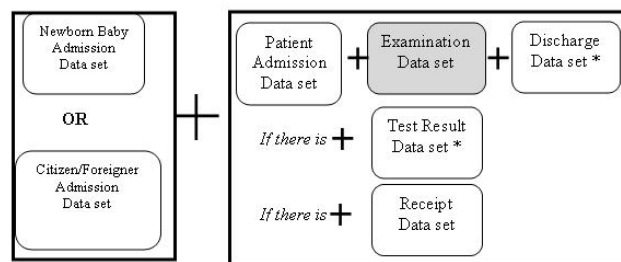 Newborn Baby
Admission
Data set
OR
Citizen/Foreigner
Admission
Data set
+
Patient
Admission
Data set
+
Examination
Data set
+
Discharge
Data set *
If there is +
Test Result
Data set *
If there is +
Receipt
Data set